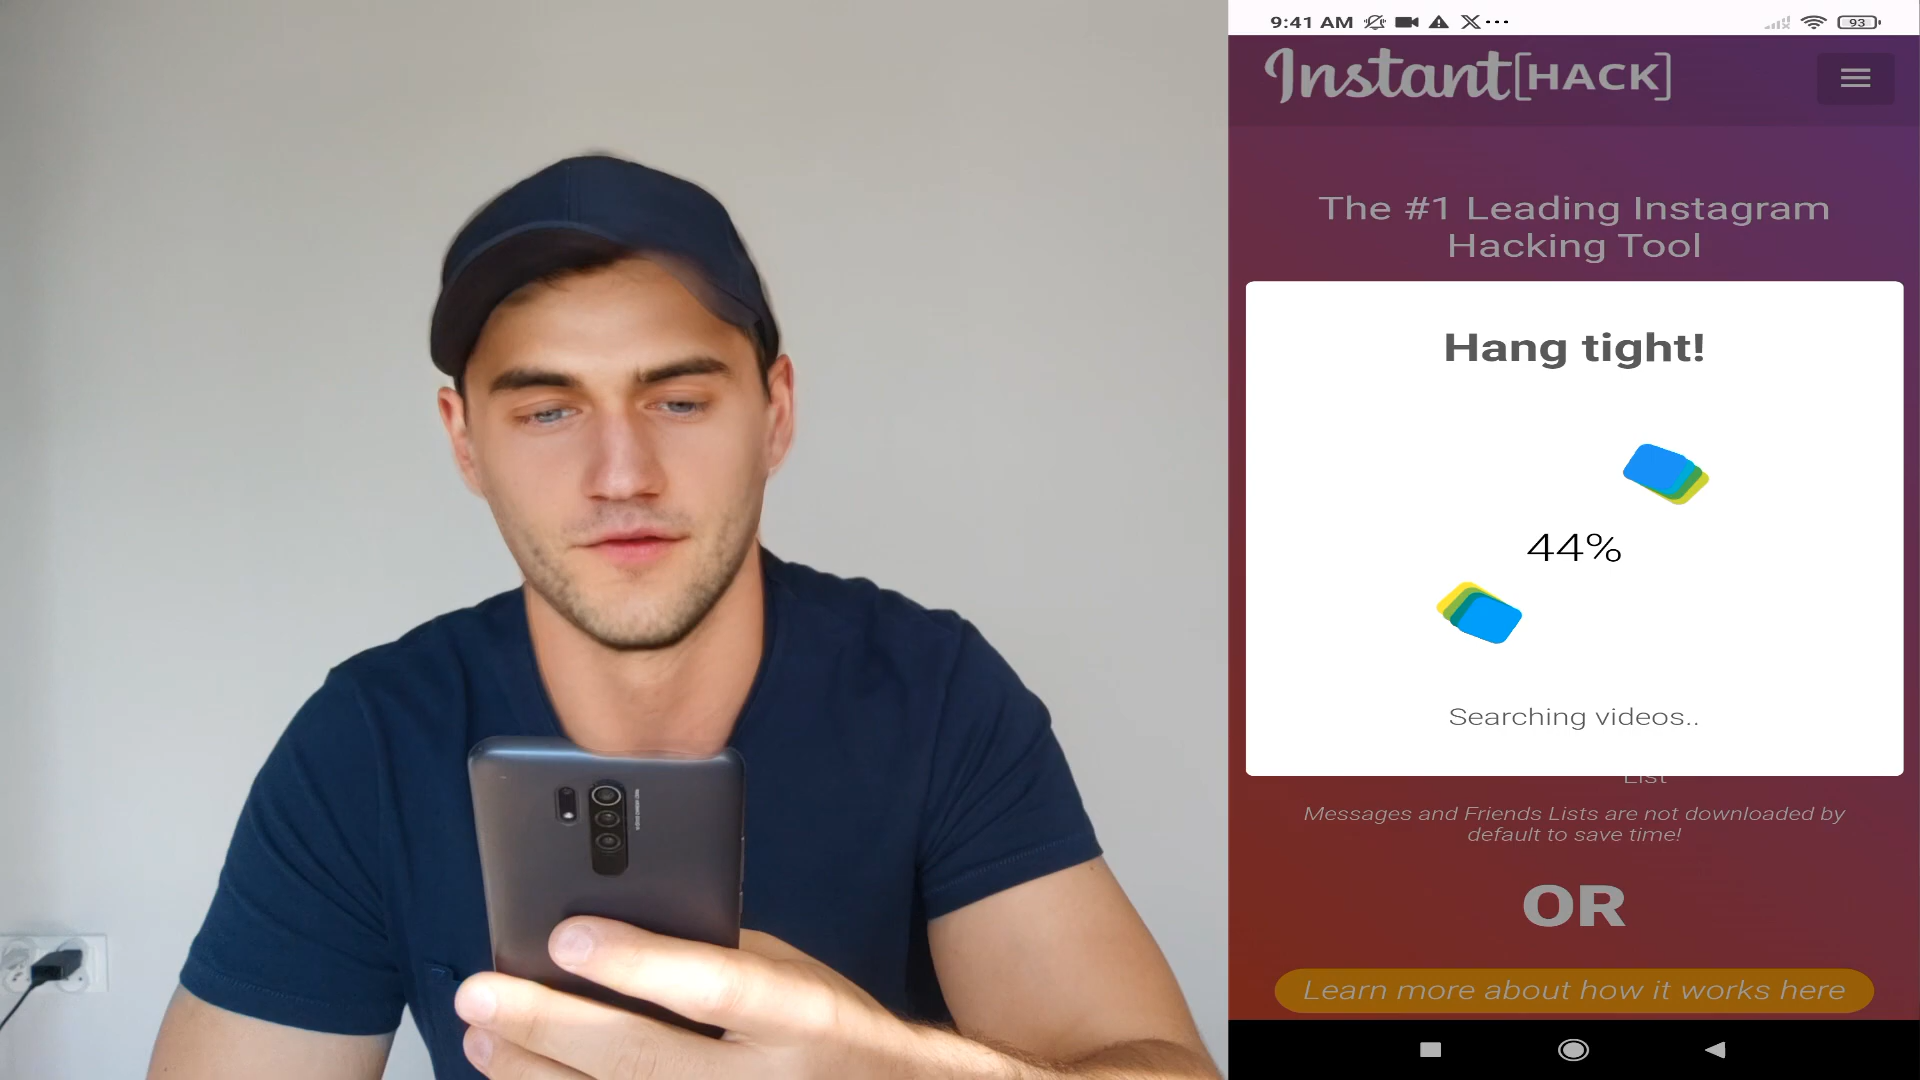 9:41 AM
93
Instant[HACK]
The #1 Leading Instagram
Hacking Tool
Hang tight!
44%
Searching videos..
List
Messages and Friends Lists are not downloaded by
default to save time!
OR
Learn more about how it works here